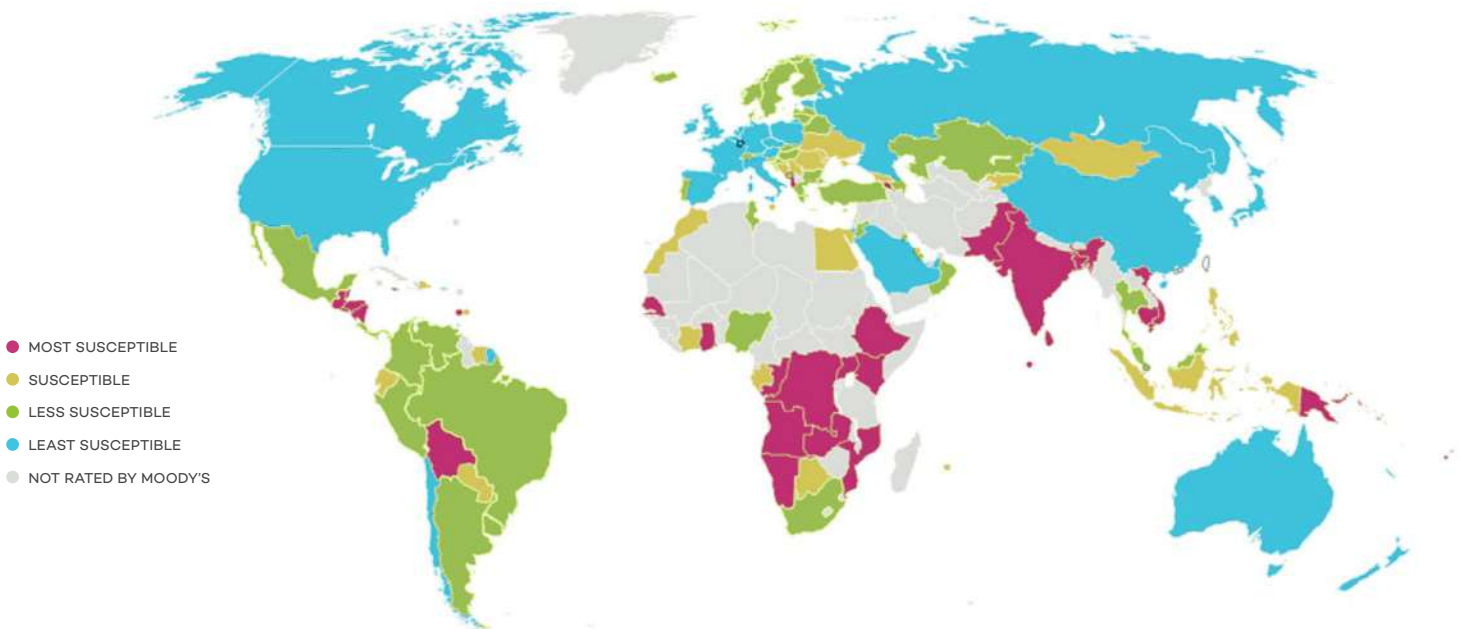 MOST SUSCEPTIBLE
SUSCEPTIBLE
LESS SUSCEPTIBLE
LEAST SUSCEPTIBLE
NOT RATED BY MOODY'S